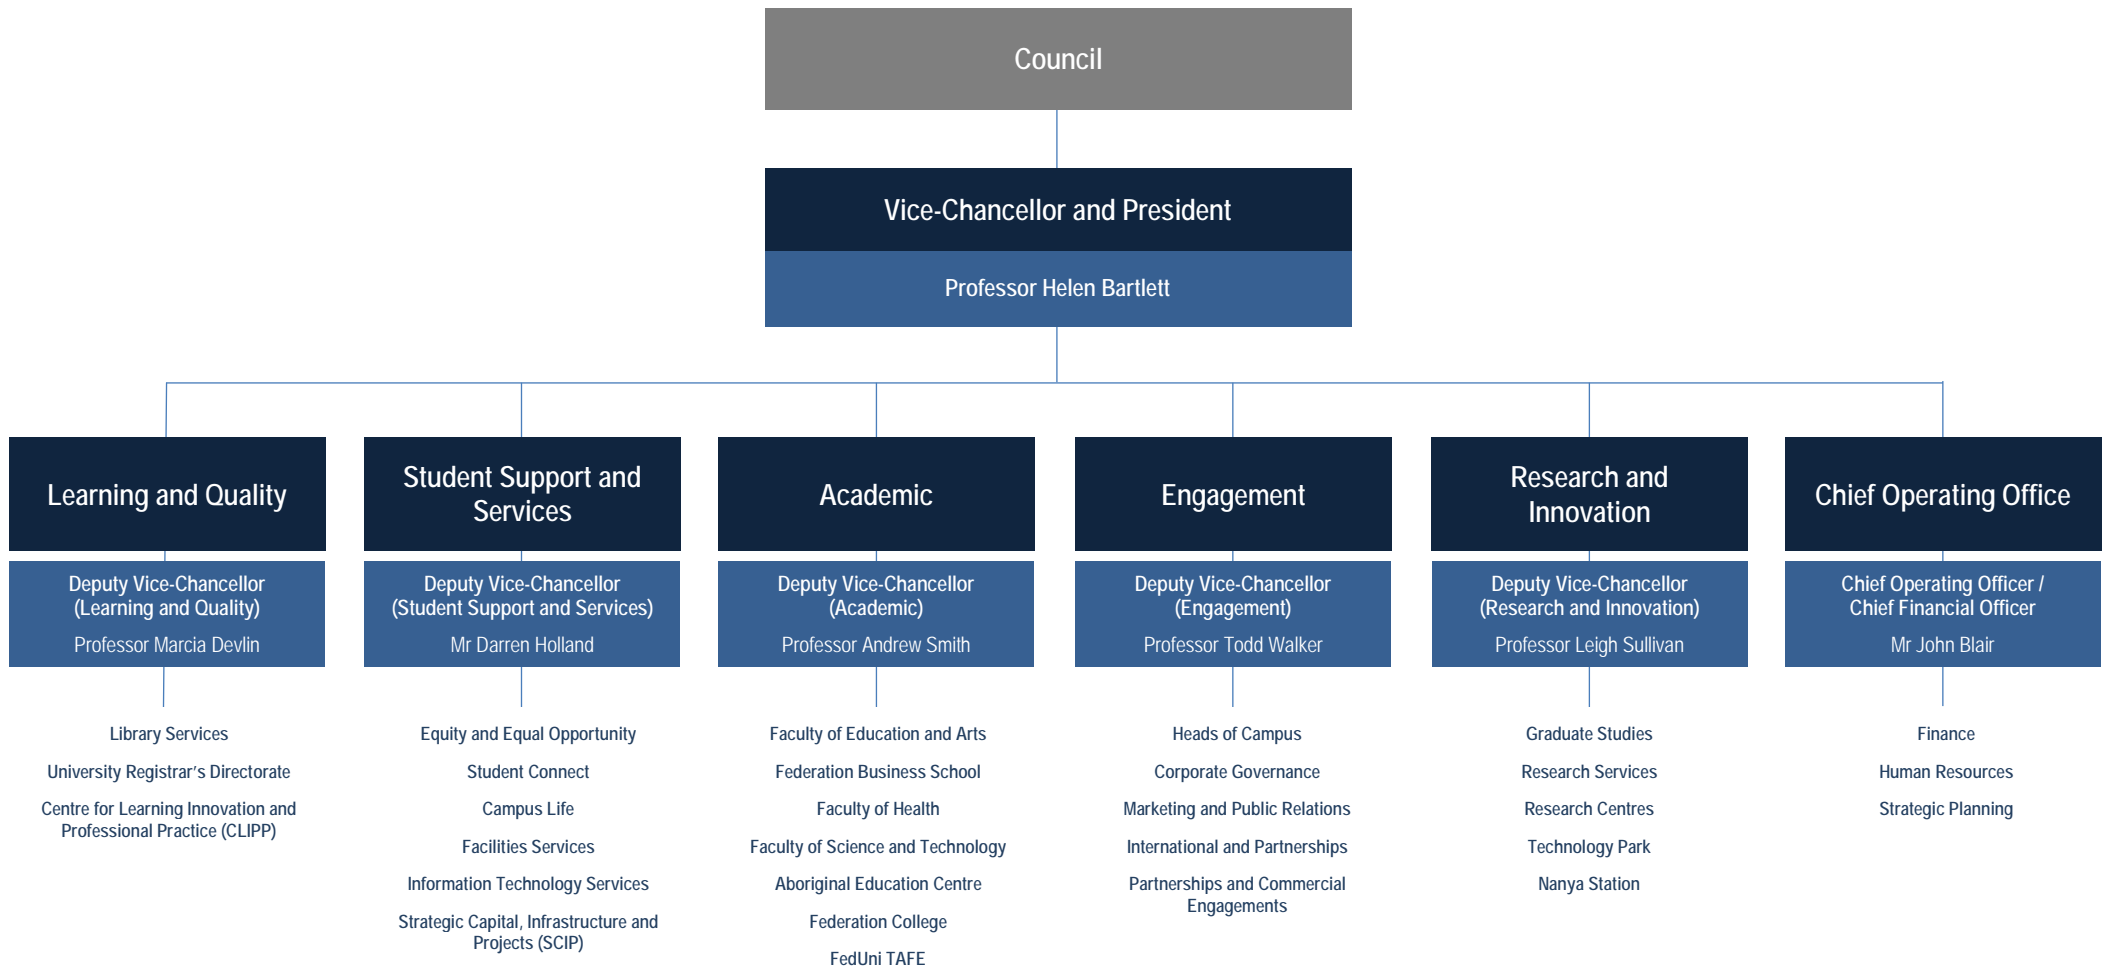 Council
Vice-Chancellor and President
Professor Helen Bartlett
Learning and Quality
Deputy Vice-Chancellor
(Learning and Quality)
Professor Marcia Devlin
Library Services
University Registrar’s Directorate
Centre for Learning Innovation and
Professional Practice (CLIPP)
Student Support and
Services
Deputy Vice-Chancellor
(Student Support and Services)
Mr Darren Holland
Equity and Equal Opportunity
Student Connect
Campus Life
Facilities Services
Information Technology Services
Strategic Capital, Infrastructure and
Projects (SCIP)
Academic
Deputy Vice-Chancellor
(Academic)
Professor Andrew Smith
Faculty of Education and Arts
Federation Business School
Faculty of Health
Faculty of Science and Technology
Aboriginal Education Centre
Federation College
FedUni TAFE
Engagement
Deputy Vice-Chancellor
(Engagement)
Professor Todd Walker
Heads of Campus
Corporate Governance
Marketing and Public Relations
International and Partnerships
Partnerships and Commercial
Engagements
Research and
Innovation
Deputy Vice-Chancellor
(Research and Innovation)
Professor Leigh Sullivan
Graduate Studies
Research Services
Research Centres
Technology Park
Nanya Station
Chief Operating Office
Chief Operating Officer /
Chief Financial Officer
Mr John Blair
Finance
Human Resources
Strategic Planning